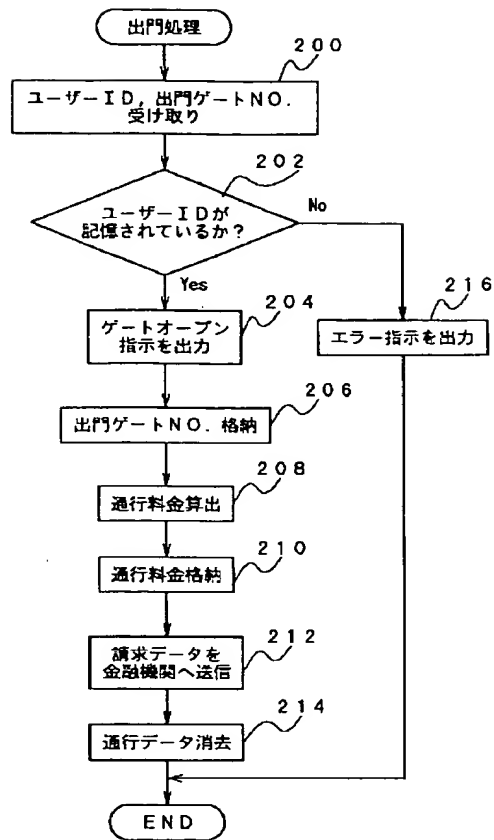 出門処理
200
ユーザーID,出門ゲートNO.
受け取り
202
ユーザーIDが
記憶されているか?
No
Yes
204
216
ゲートオープン
指示を出力
エラー指示を出力
206
出門ゲートNO.格納
208
通行料金算出
210
通行料金格納
212
請求データを
金融機関へ送信
214
通行データ消去
END